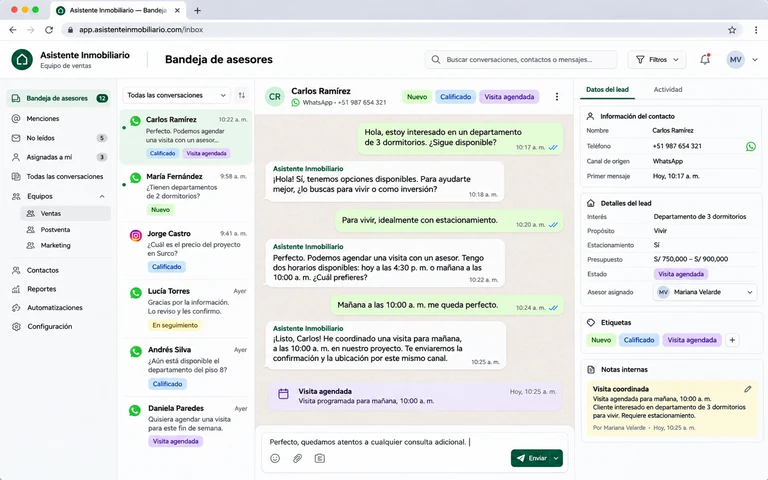 Asistente Inmobiliario — Bandeja
app.asistenteinmobiliario.com/inbox
Asistente Inmobiliario
Equipo de ventas
Bandeja de asesores
Buscar conversaciones, contactos o mensajes...
Filtros
MV
Bandeja de asesores
12
Menciones
No leídos
5
Asignadas a mí
3
Todas las conversaciones
Equipos
Ventas
Postventa
Marketing
Contactos
Reportes
Automatizaciones
Configuración
Todas las conversaciones
Carlos Ramírez
10:22 a. m.
Perfecto. Podemos agendar
una visita con un asesor...
Calificado
Visita agendada
María Fernández
9:58 a. m.
¿Tienen departamentos
de 2 dormitorios?
Nuevo
Jorge Castro
9:41 a. m.
¿Cuál es el precio del proyecto
en Surco?
Calificado
Lucía Torres
Ayer
Gracias por la información.
Lo reviso y les confirmo.
En seguimiento
Andrés Silva
Ayer
¿Aún está disponible el
departamento del piso 8?
Calificado
Daniela Paredes
Ayer
Quisiera agendar una visita
para este fin de semana.
Visita agendada
CR
Carlos Ramírez
WhatsApp • +51 987 654 321
Nuevo
Calificado
Visita agendada
Hola, estoy interesado en un departamento
de 3 dormitorios. ¿Sigue disponible?
10:17 a. m.
Asistente Inmobiliario
¡Hola! Sí, tenemos opciones disponibles. Para ayudarte
mejor, ¿lo buscas para vivir o como inversión?
10:18 a. m.
Para vivir, idealmente con estacionamiento.
10:20 a. m.
Asistente Inmobiliario
Perfecto. Podemos agendar una visita con un asesor. Tengo
dos horarios disponibles: hoy a las 4:30 p. m. o mañana a las
10:00 a. m. ¿Cuál prefieres?
10:22 a. m.
Mañana a las 10:00 a. m. me queda perfecto.
10:24 a. m.
Asistente Inmobiliario
¡Listo, Carlos! He coordinado una visita para mañana,
a las 10:00 a. m. en nuestro proyecto. Te enviaremos la
confirmación y la ubicación por este mismo canal.
10:25 a. m.
Visita agendada
Hoy, 10:25 a. m.
Visita programada para mañana, 10:00 a. m.
Perfecto, quedamos atentos a cualquier consulta adicional.
Enviar
Datos del lead
Actividad
Información del contacto
Nombre
Carlos Ramírez
Teléfono
+51 987 654 321
Canal de origen
WhatsApp
Primer mensaje
Hoy, 10:17 a. m.
Detalles del lead
Interés
Departamento de 3 dormitorios
Propósito
Vivir
Estacionamiento
Sí
Presupuesto
S/ 750,000 – S/ 900,000
Estado
Visita agendada
Asesor asignado
MV
Mariana Velarde
Etiquetas
Nuevo
Calificado
Visita agendada
+
Notas internas
Visita coordinada
Visita agendada para mañana, 10:00 a. m.
Cliente interesado en departamento de 3 dormitorios
para vivir. Requiere estacionamiento.
Por Mariana Velarde • Hoy, 10:25 a. m.